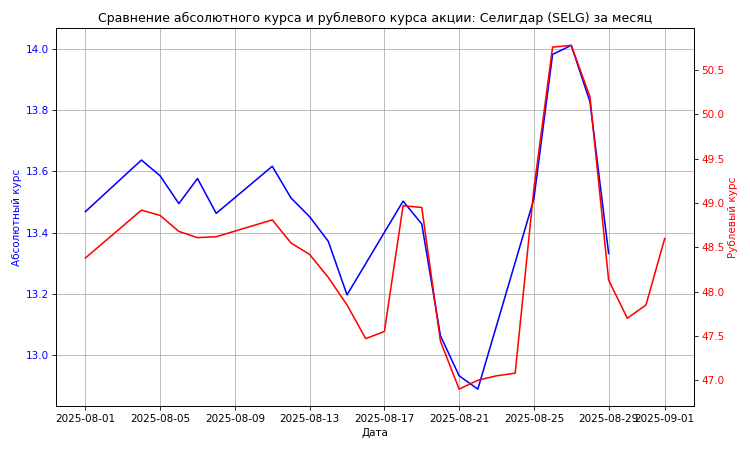 Сравнение абсолютного курса и рублевого курса акции: Селигдар (SELG) за месяц
14.0
13.8
13.6
13.4
13.2
13.0
Абсолютный курс
50.5
50.0
49.5
49.0
48.5
48.0
47.5
47.0
Рублевый курс
2025-08-01 2025-08-05 2025-08-09 2025-08-13 2025-08-17 2025-08-21 2025-08-25 2025-08-29 2025-09-01
Дата